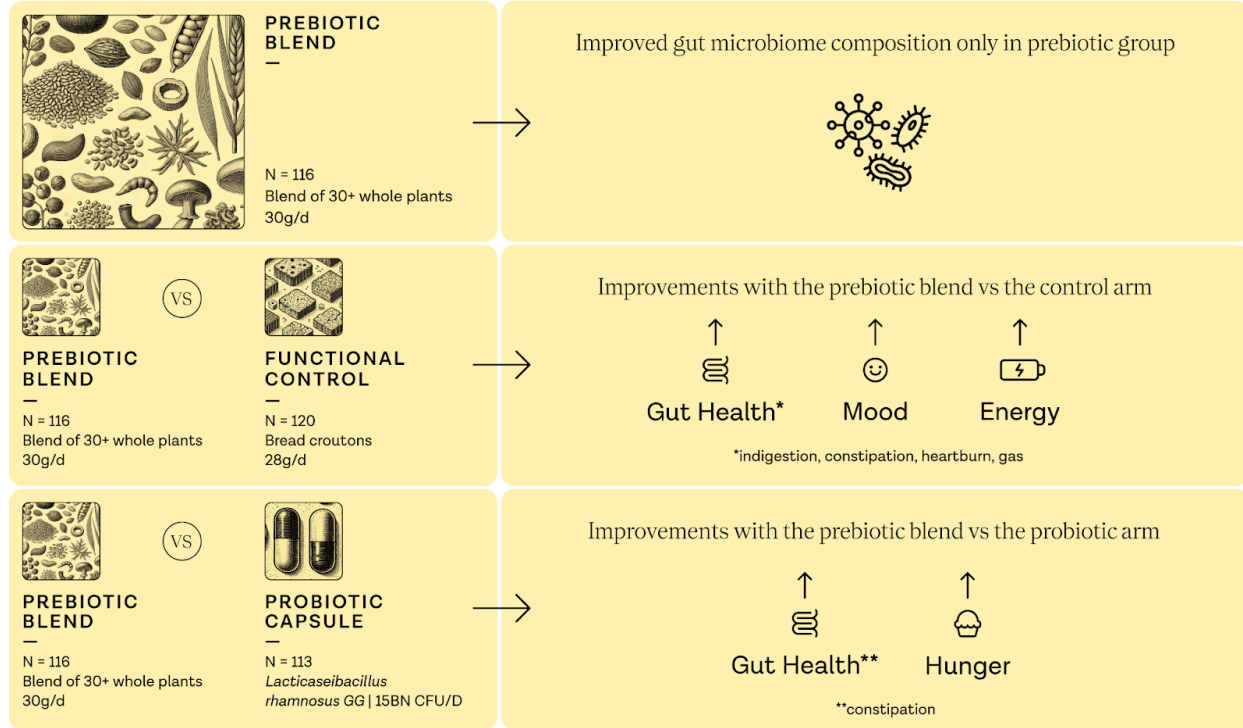 PREBIOTIC
BLEND
N = 116
Blend of 30+ whole plants
30g/d
Improved gut microbiome composition only in prebiotic group
VS
PREBIOTIC
BLEND
N = 116
Blend of 30+ whole plants
30g/d
FUNCTIONAL
CONTROL
N = 120
Bread croutons
28g/d
Improvements with the prebiotic blend vs the control arm
Gut Health*
Mood
Energy
*indigestion, constipation, heartburn, gas
VS
PREBIOTIC
BLEND
N = 116
Blend of 30+ whole plants
30g/d
PROBIOTIC
CAPSULE
N = 113
Lacticaseibacillus
rhamnosus GG | 15BN CFU/D
Improvements with the prebiotic blend vs the probiotic arm
Gut Health**
Hunger
**constipation